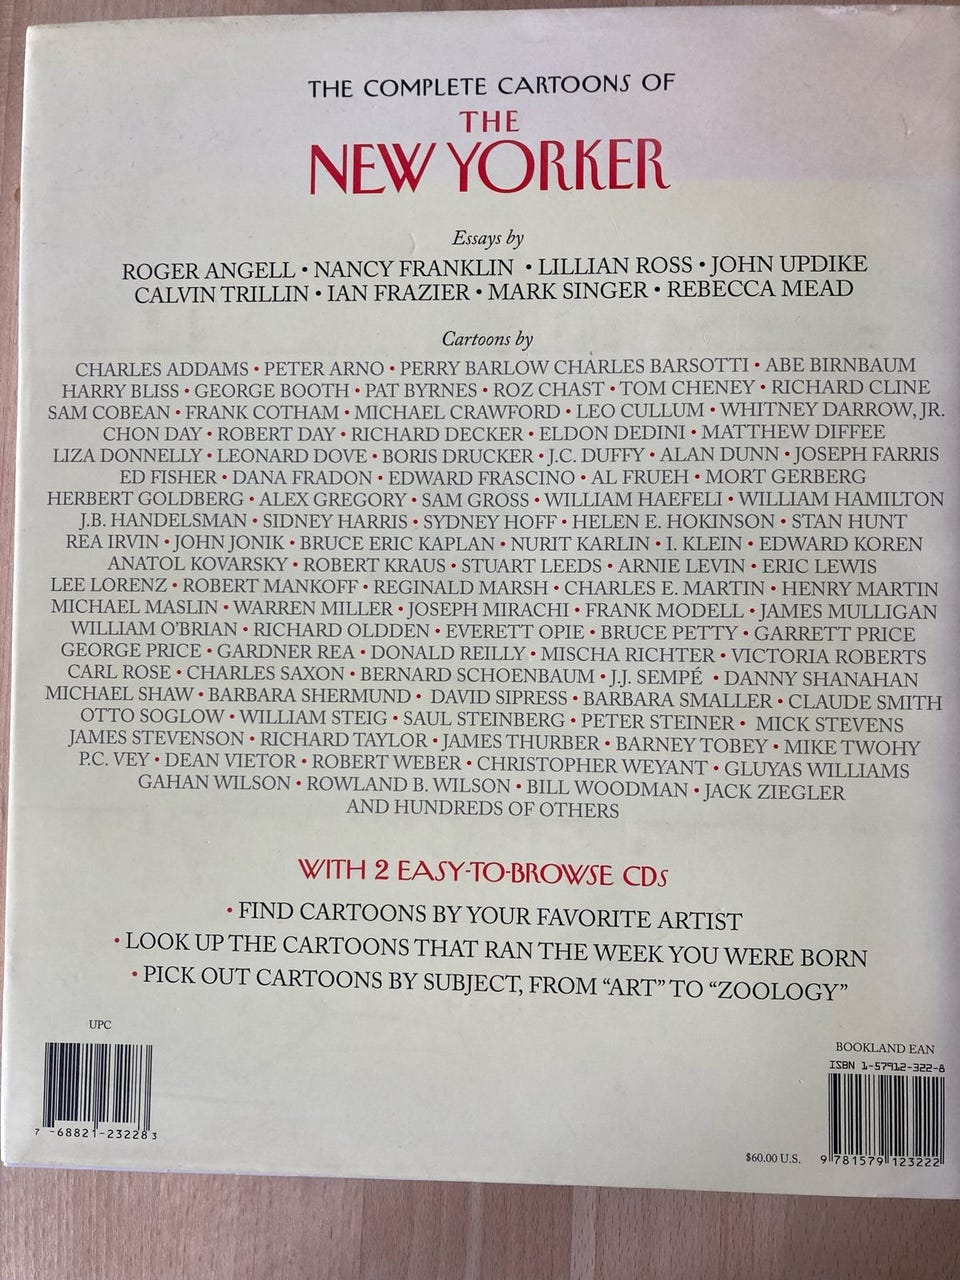 THE COMPLETE CARTOONS OF
THE
NEW YORKER
Essays by
ROGER ANGELL • NANCY FRANKLIN • LILLIAN ROSS • JOHN UPDIKE
CALVIN TRILLIN • IAN FRAZIER • MARK SINGER • REBECCA MEAD
Cartoons by
CHARLES ADDAMS • PETER ARNO • PERRY BARLOW CHARLES BARSOTTI • ABE BIRNBAUM
HARRY BLISS • GEORGE BOOTH • PAT BYRNES • ROZ CHAST • TOM CHENEY • RICHARD CLINE
SAM COBEAN • FRANK COTHAM • MICHAEL CRAWFORD • LEO CULLUM • WHITNEY DARROW, JR.
CHON DAY • ROBERT DAY • RICHARD DECKER • ELDON DEDINI • MATTHEW DIFFEE
LIZA DONNELLY • LEONARD DOVE • BORIS DRUCKER • J.C. DUFFY • ALAN DUNN • JOSEPH FARRIS
ED FISHER • DANA FRADON • EDWARD FRASCINO • AL FRUEH • MORT GERBERG
HERBERT GOLDBERG • ALEX GREGORY • SAM GROSS • WILLIAM HAEFELI • WILLIAM HAMILTON
J.B. HANDELSMAN • SIDNEY HARRIS • SYDNEY HOFF • HELEN E. HOKINSON • STAN HUNT
REA IRVIN • JOHN JONIK • BRUCE ERIC KAPLAN • NURIT KARLIN • I. KLEIN • EDWARD KOREN
ANATOL KOVARSKY • ROBERT KRAUS • STUART LEEDS • ARNIE LEVIN • ERIC LEWIS
LEE LORENZ • ROBERT MANKOFF • REGINALD MARSH • CHARLES E. MARTIN • HENRY MARTIN
MICHAEL MASLIN • WARREN MILLER • JOSEPH MIRACHI • FRANK MODELL • JAMES MULLIGAN
WILLIAM O'BRIAN • RICHARD OLDDEN • EVERETT OPIE • BRUCE PETTY • GARRETT PRICE
GEORGE PRICE • GARDNER REA • DONALD REILLY • MISCHA RICHTER • VICTORIA ROBERTS
CARL ROSE • CHARLES SAXON • BERNARD SCHOENBAUM • J.J. SEMPÉ • DANNY SHANAHAN
MICHAEL SHAW • BARBARA SHERMUND • DAVID SIPRESS • BARBARA SMALLER • CLAUDE SMITH
OTTO SOGLOW • WILLIAM STEIG • SAUL STEINBERG • PETER STEINER • MICK STEVENS
JAMES STEVENSON • RICHARD TAYLOR • JAMES THURBER • BARNEY TOBEY • MIKE TWOHY
P.C. VEY • DEAN VIETOR • ROBERT WEBER • CHRISTOPHER WEYANT • GLUYAS WILLIAMS
GAHAN WILSON • ROWLAND B. WILSON • BILL WOODMAN • JACK ZIEGLER
AND HUNDREDS OF OTHERS
WITH 2 EASY-TO-BROWSE CDs
• FIND CARTOONS BY YOUR FAVORITE ARTIST
• LOOK UP THE CARTOONS THAT RAN THE WEEK YOU WERE BORN
• PICK OUT CARTOONS BY SUBJECT, FROM “ART” TO “ZOOLOGY”
UPC
7 -68821-23228 3
BOOKLAND EAN
ISBN 1-57912-322-8
$60.00 U.S.
9 781579 123222